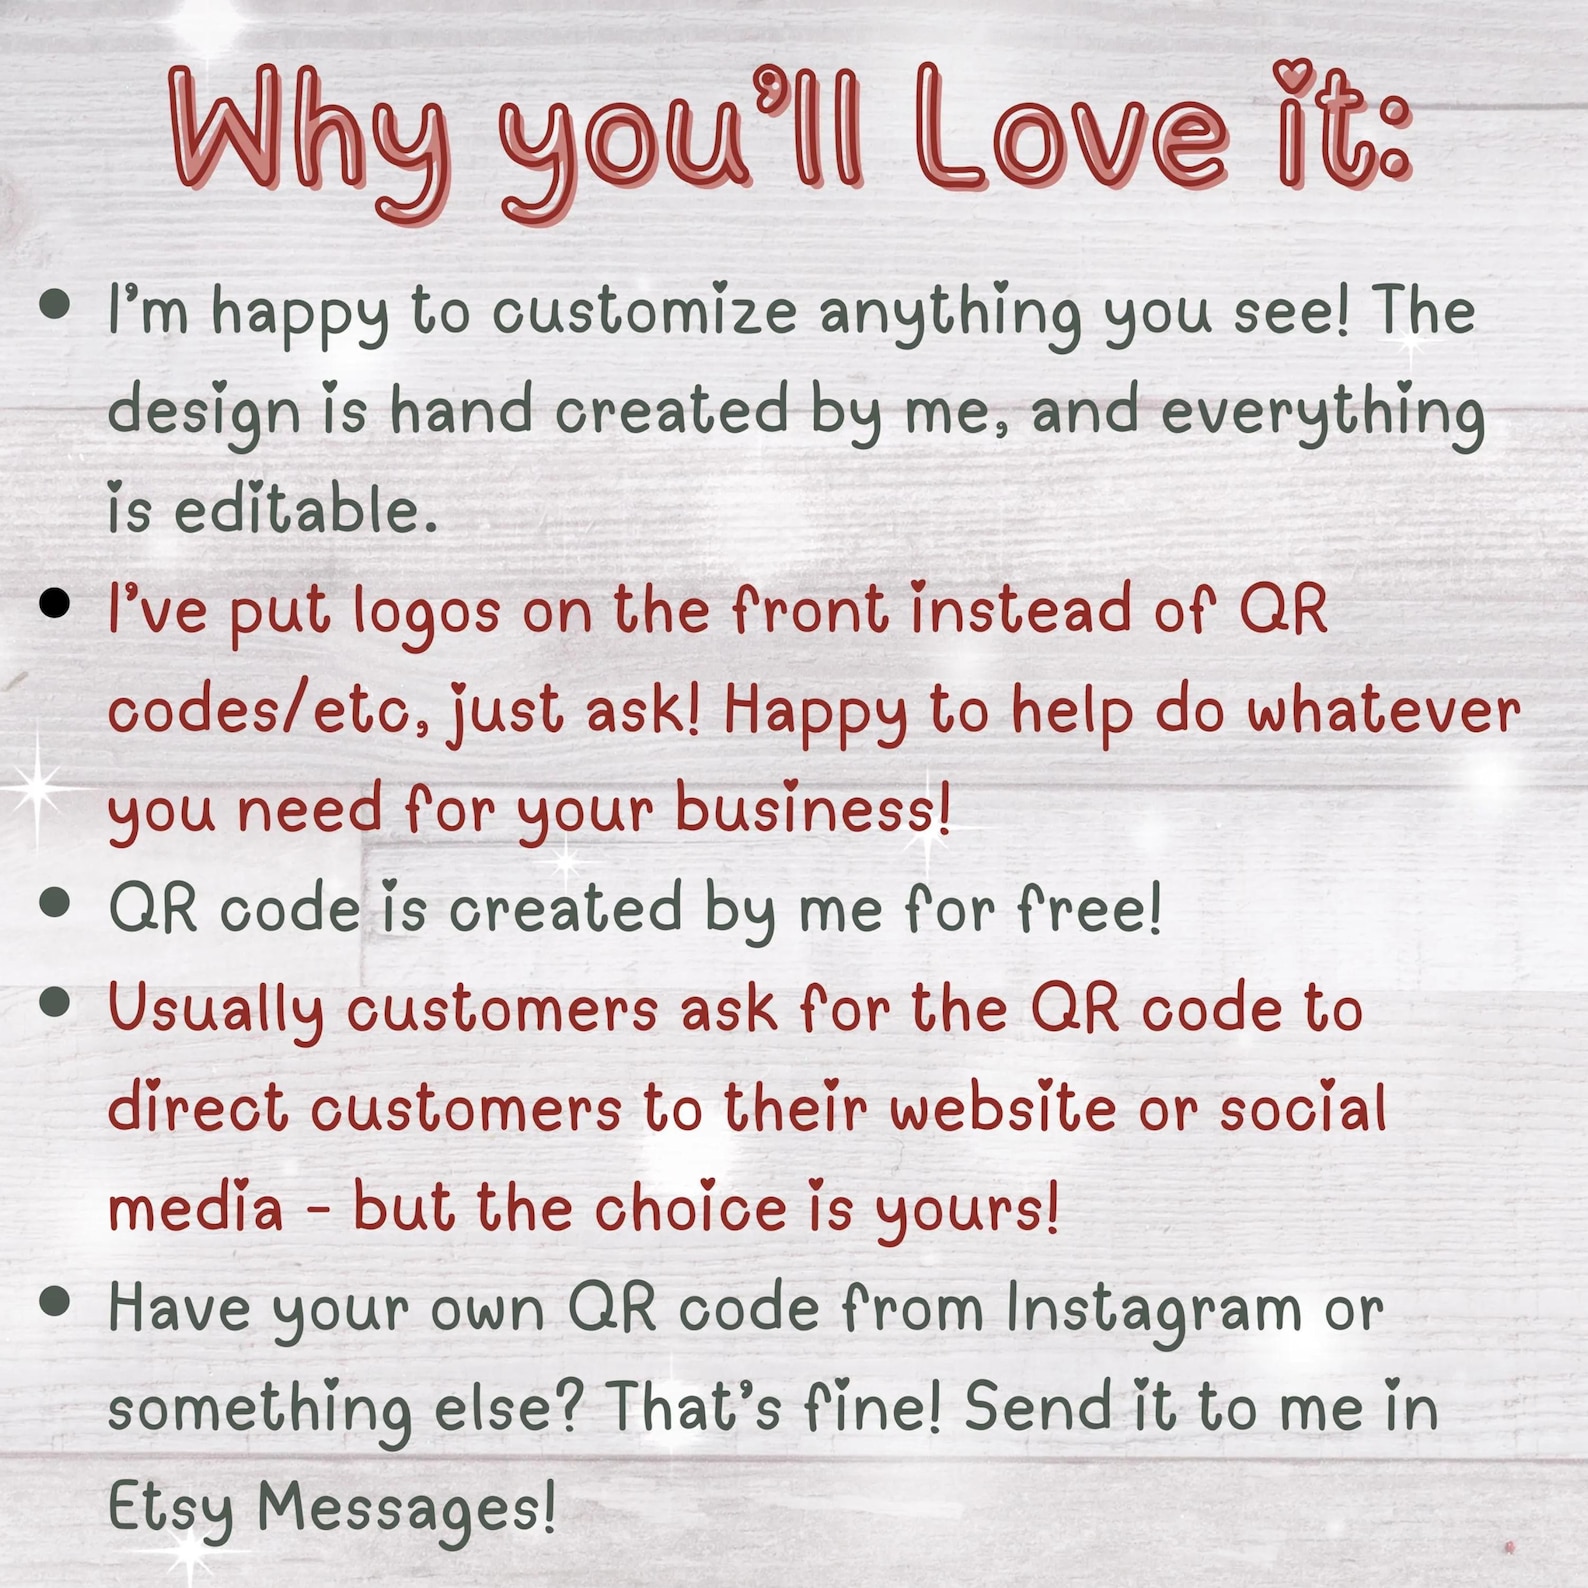 Why you'll Love it:
• I'm happy to customize anything you see! The
design is hand created by me, and everything
is editable.
• I've put logos on the front instead of QR
codes/etc, just ask! Happy to help do whatever
you need for your business!
• QR code is created by me for free!
• Usually customers ask for the QR code to
direct customers to their website or social
media - but the choice is yours!
• Have your own QR code from Instagram or
something else? That's fine! Send it to me in
Etsy Messages!